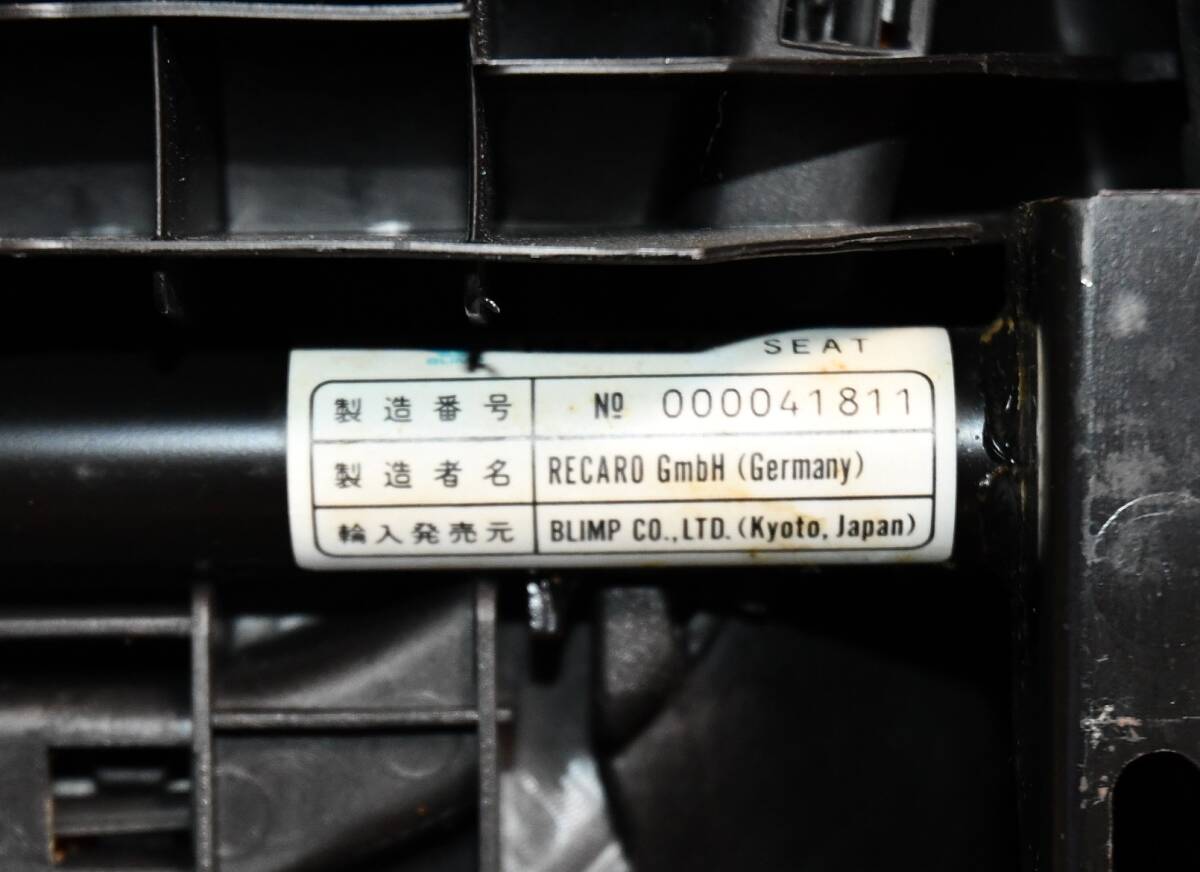 SEAT
製造番号 № 000041811
製造者名 RECARO GmbH (Germany)
輸入発売元 BLIMP CO.,LTD. (Kyoto, Japan)